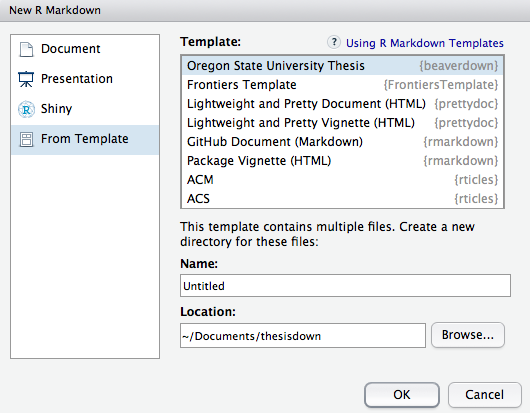 New R Markdown
Document
Presentation
Shiny
From Template
Template:
? Using R Markdown Templates
Oregon State University Thesis {beaverdown}
Frontiers Template {FrontiersTemplate}
Lightweight and Pretty Document (HTML) {prettydoc}
Lightweight and Pretty Vignette (HTML) {prettydoc}
GitHub Document (Markdown) {rmarkdown}
Package Vignette (HTML) {rmarkdown}
ACM {rticles}
ACS {rticles}
This template contains multiple files. Create a new
directory for these files:
Name:
Untitled
Location:
~/Documents/thesisdown
Browse...
OK
Cancel